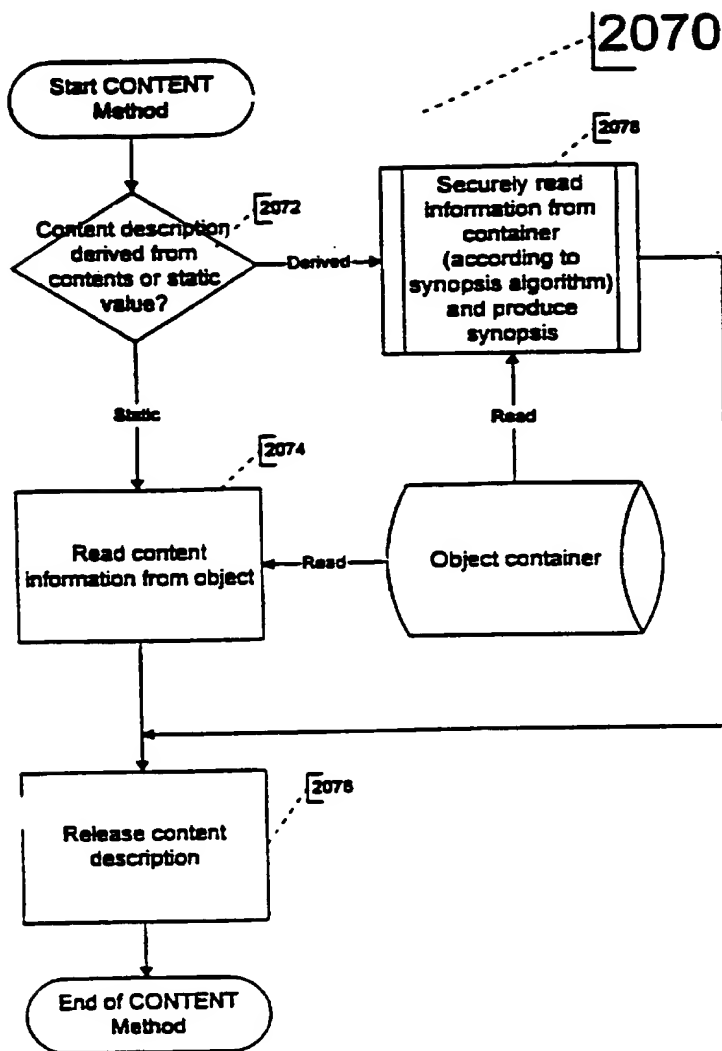 2070
Start CONTENT
Method
2078
2072
Securely read
information from
container
(according to
synopsis algorithm)
and produce
synopsis
Content description
derived from
contents or static
value?
Derived
Static
Read
2074
Read content
information from object
Read
Object container
2076
Release content
description
End of CONTENT
Method